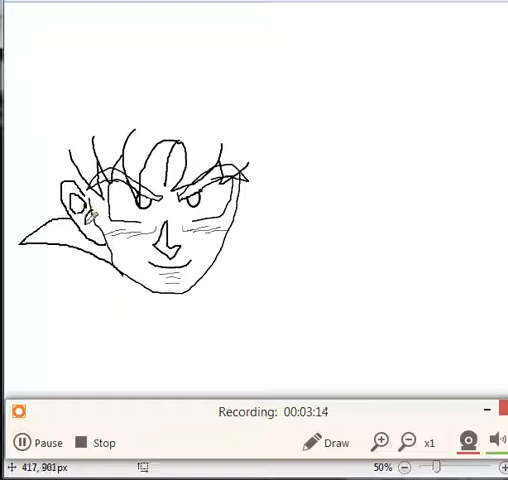 Recording: 00:03:14
Pause Stop Draw x1
417, 901px 50%